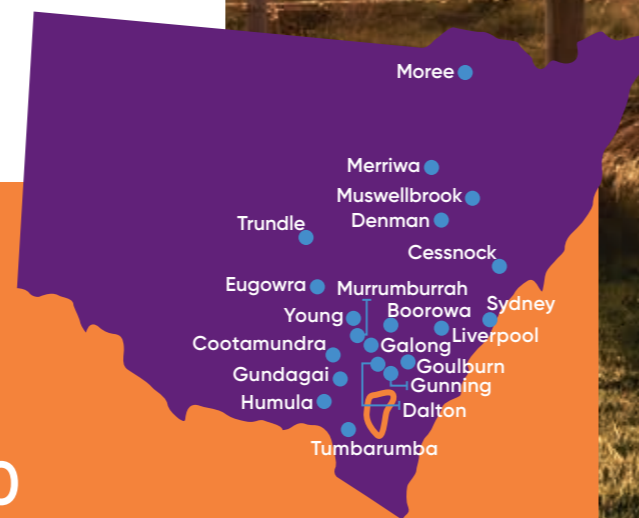 Moree
Merriwa
Muswellbrook
Denman
Trundle
Cessnock
Eugowra
Murrumburrah
Sydney
Young
Boorowa
Liverpool
Cootamundra
Galong
Goulburn
Gundagai
Gunning
Humula
Dalton
Tumbarumba